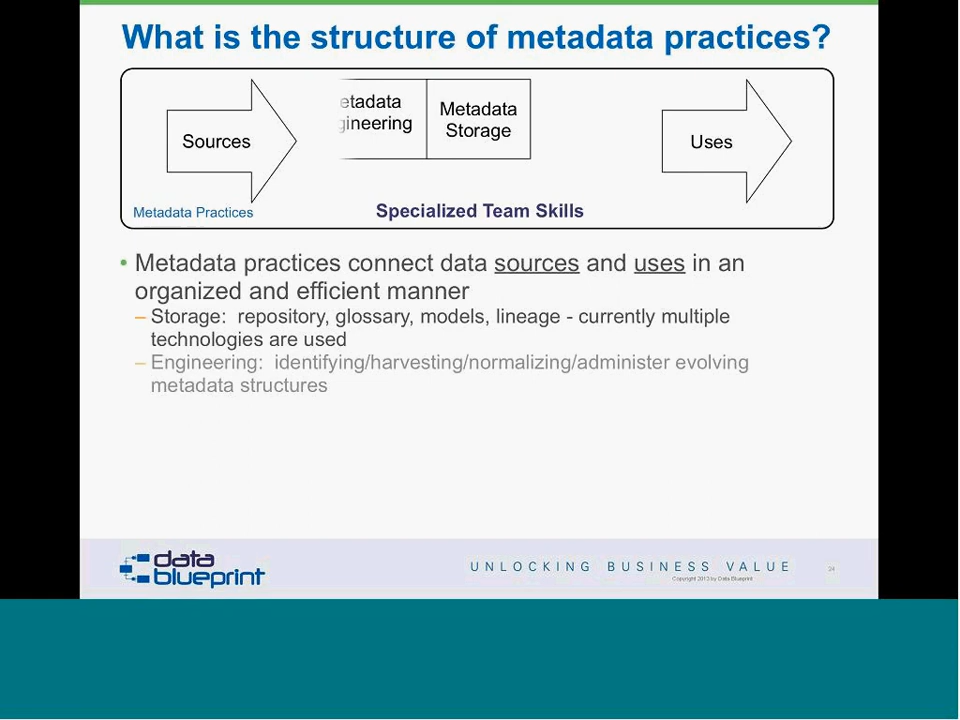 What is the structure of metadata practices?
etadata
gineering
Metadata
Storage
Sources
Uses
Metadata Practices
Specialized Team Skills
• Metadata practices connect data sources and uses in an
organized and efficient manner
– Storage: repository, glossary, models, lineage - currently multiple
technologies are used
– Engineering: identifying/harvesting/normalizing/administer evolving
metadata structures
data
blueprint
UNLOCKING BUSINESS VALUE
Copyright 2013 by Data Blueprint
24